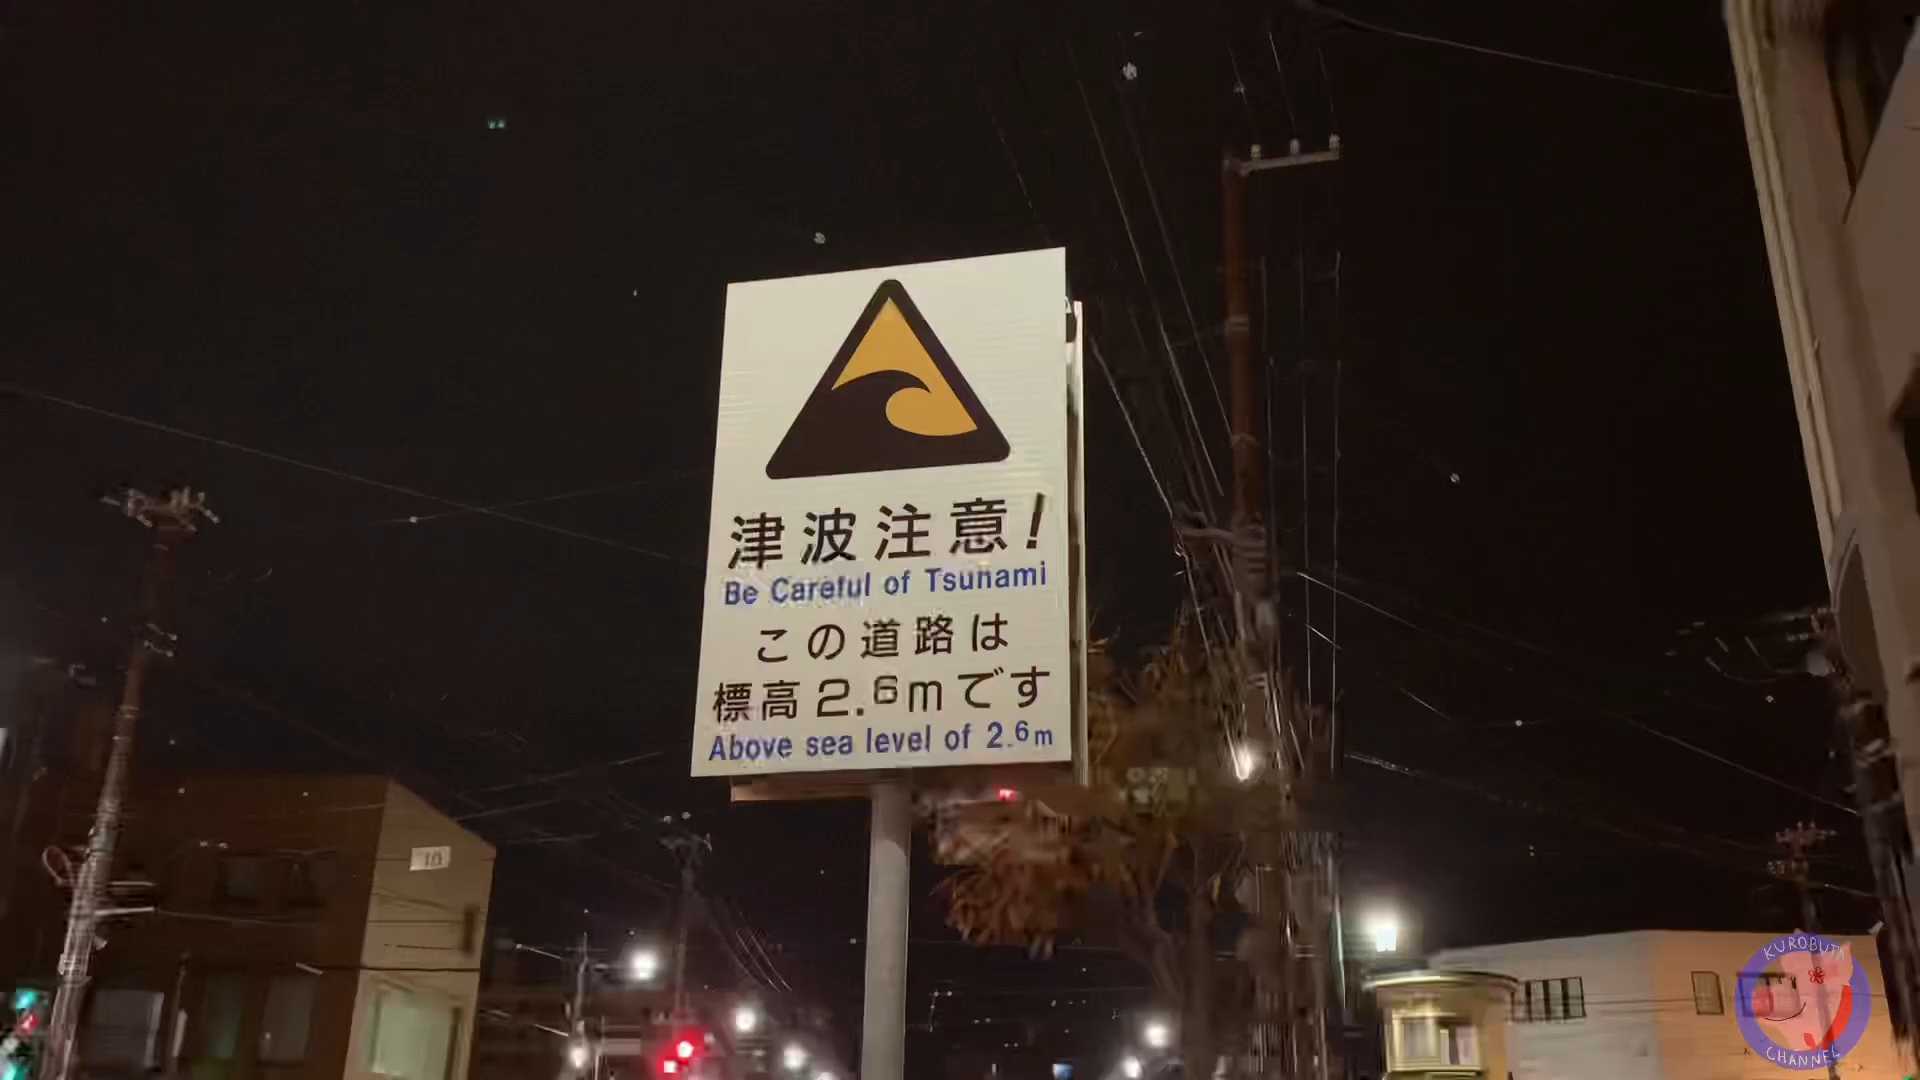 津波注意!
Be Careful of Tsunami
この道路は
標高2.6mです
Above sea level of 2.6m
KUROBUTA
CHANNEL